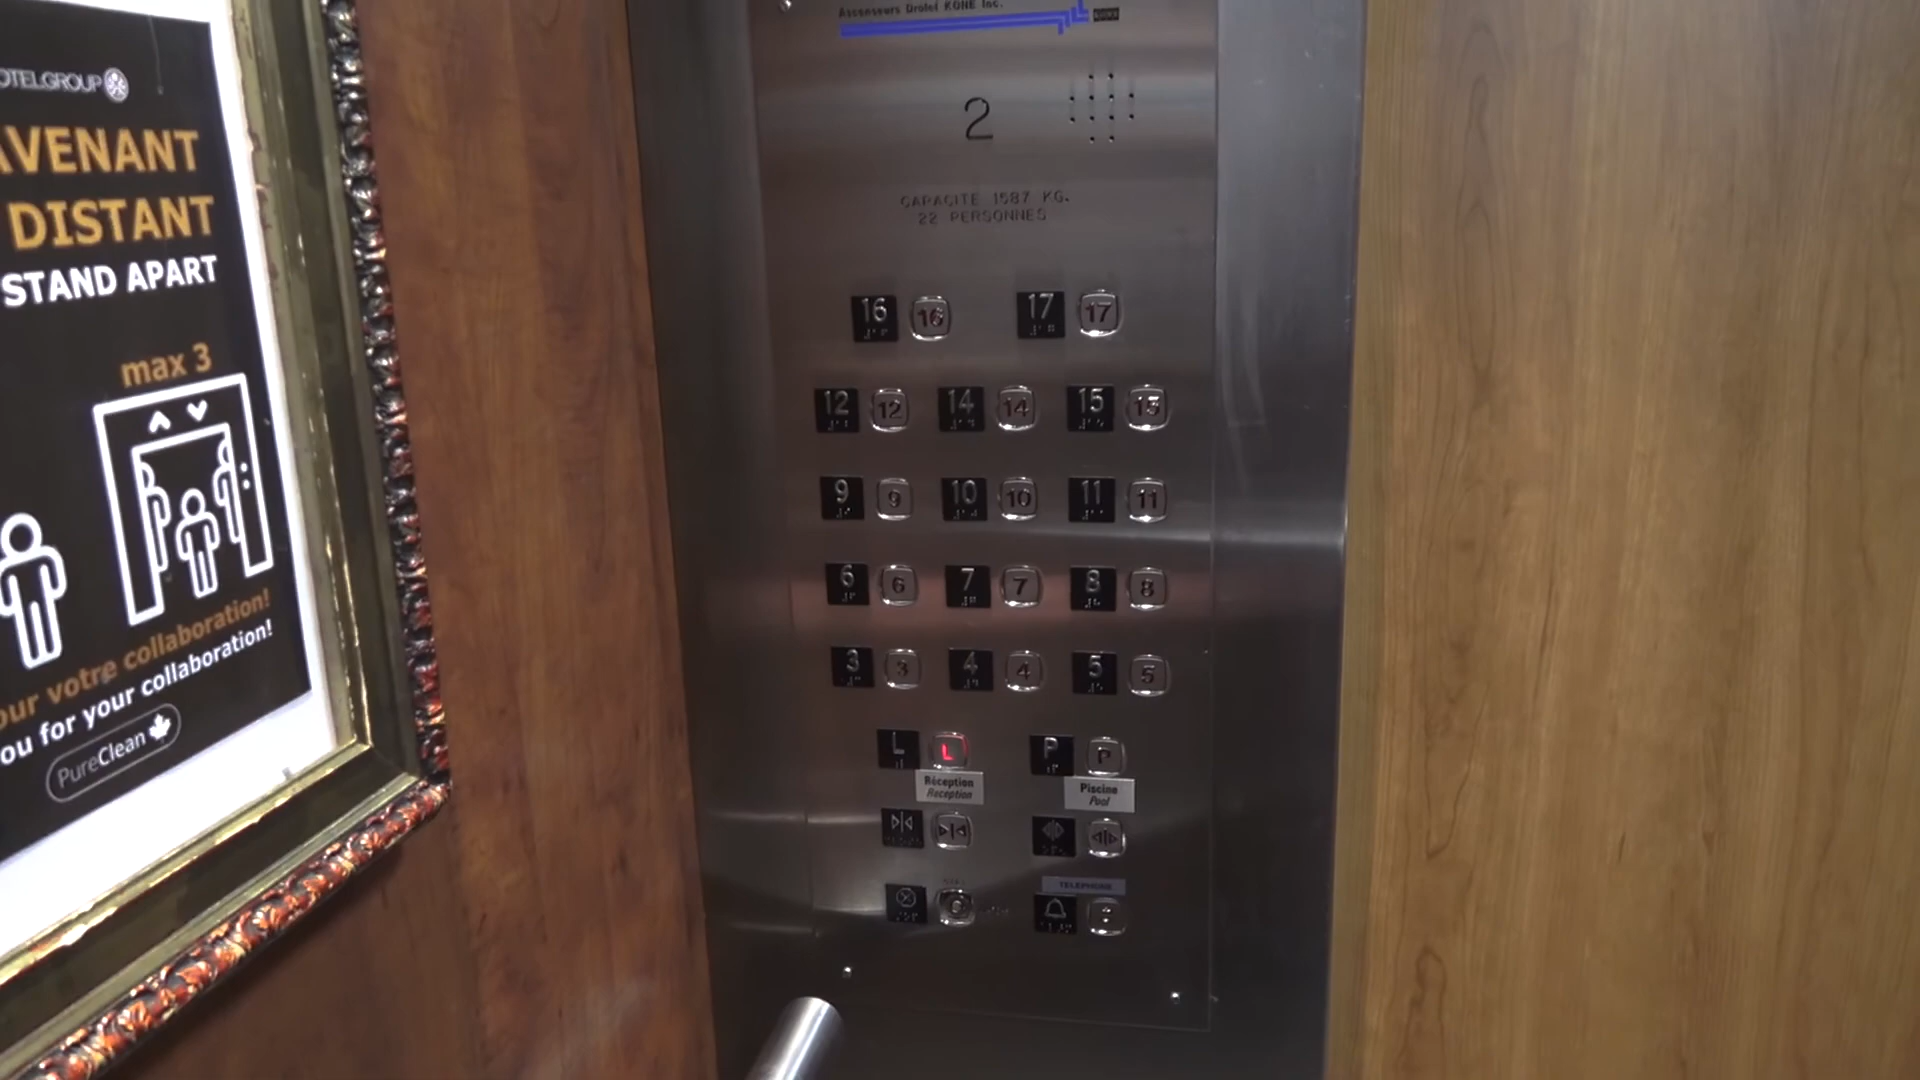 OTELGROUP
AVENANT
DISTANT
STAND APART
max 3
our votre collaboration!
ou for your collaboration!
PureClean
Ascenseurs Drolet KONE Inc.
KONE
2
CAPACITE 1587 KG.
22 PERSONNES
16 16 17 17
12 12 14 14 15 15
9 9 10 10 11 11
6 6 7 7 8 8
3 3 4 4 5 5
L L P P
Réception
Reception
Piscine
Pool
TELEPHONE